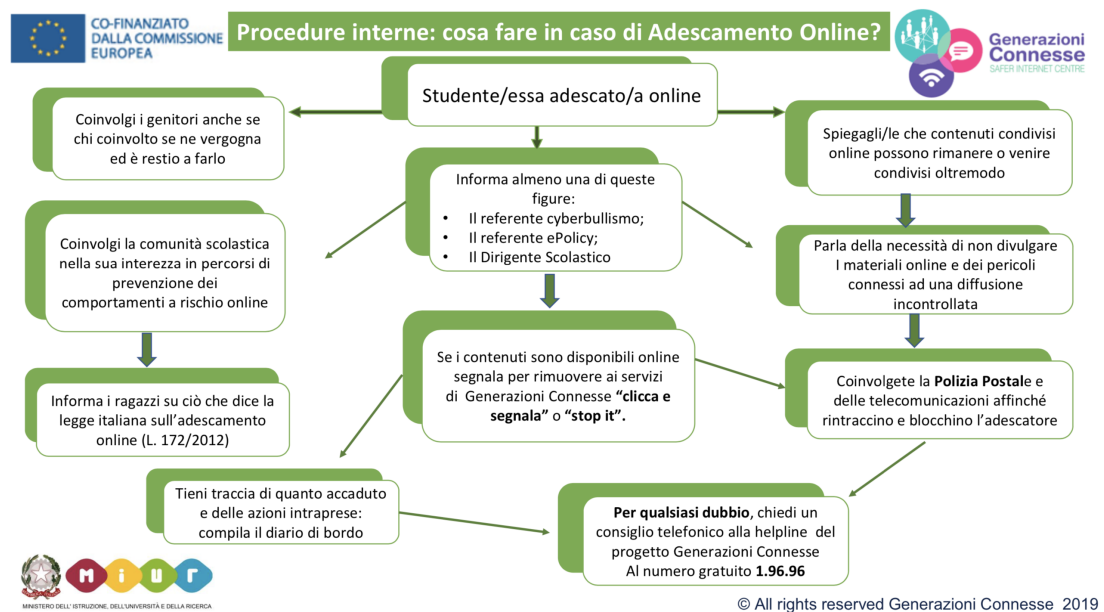 CO-FINANZIATO
DALLA COMMISSIONE
EUROPEA
Procedure interne: cosa fare in caso di Adescamento Online?
Generazioni
Connesse
SAFER INTERNET CENTRE
Studente/essa adescato/a online
Coinvolgi i genitori anche se
chi coinvolto se ne vergogna
ed è restio a farlo
Spiegagli/le che contenuti condivisi
online possono rimanere o venire
condivisi oltremodo
Informa almeno una di queste
figure:
• Il referente cyberbullismo;
• Il referente ePolicy;
• Il Dirigente Scolastico
Coinvolgi la comunità scolastica
nella sua interezza in percorsi di
prevenzione dei
comportamenti a rischio online
Parla della necessità di non divulgare
I materiali online e dei pericoli
connessi ad una diffusione
incontrollata
Se i contenuti sono disponibili online
segnala per rimuovere ai servizi
di Generazioni Connesse “clicca e
segnala” o “stop it”.
Informa i ragazzi su ciò che dice la
legge italiana sull’adescamento
online (L. 172/2012)
Coinvolgete la Polizia Postale e
delle telecomunicazioni affinché
rintraccino e blocchino l’adescatore
Tieni traccia di quanto accaduto
e delle azioni intraprese:
compila il diario di bordo
Per qualsiasi dubbio, chiedi un
consiglio telefonico alla helpline del
progetto Generazioni Connesse
Al numero gratuito 1.96.96
MIUR
MINISTERO DELL’ ISTRUZIONE, DELL’UNIVERSITÀ E DELLA RICERCA
© All rights reserved Generazioni Connesse 2019